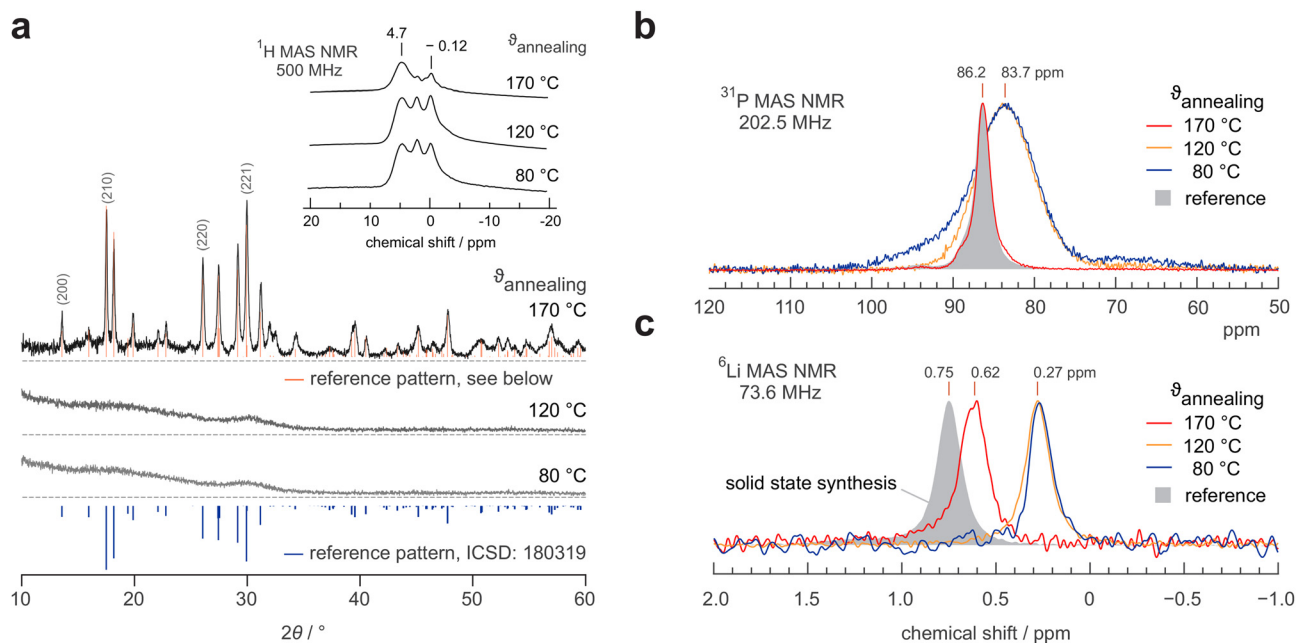 a
¹H MAS NMR
500 MHz
4.7
− 0.12
ϑannealing
170 °C
120 °C
80 °C
20
10
0
-10
-20
chemical shift / ppm
(200)
(210)
(220)
(221)
ϑannealing
170 °C
reference pattern, see below
120 °C
80 °C
reference pattern, ICSD: 180319
10
20
30
40
50
60
2θ / °
b
³¹P MAS NMR
202.5 MHz
86.2
83.7 ppm
ϑannealing
170 °C
120 °C
80 °C
reference
120
110
100
90
80
70
60
50
ppm
c
⁶Li MAS NMR
73.6 MHz
0.75
0.62
0.27 ppm
solid state synthesis
ϑannealing
170 °C
120 °C
80 °C
reference
2.0
1.5
1.0
0.5
0
−0.5
−1.0
chemical shift / ppm